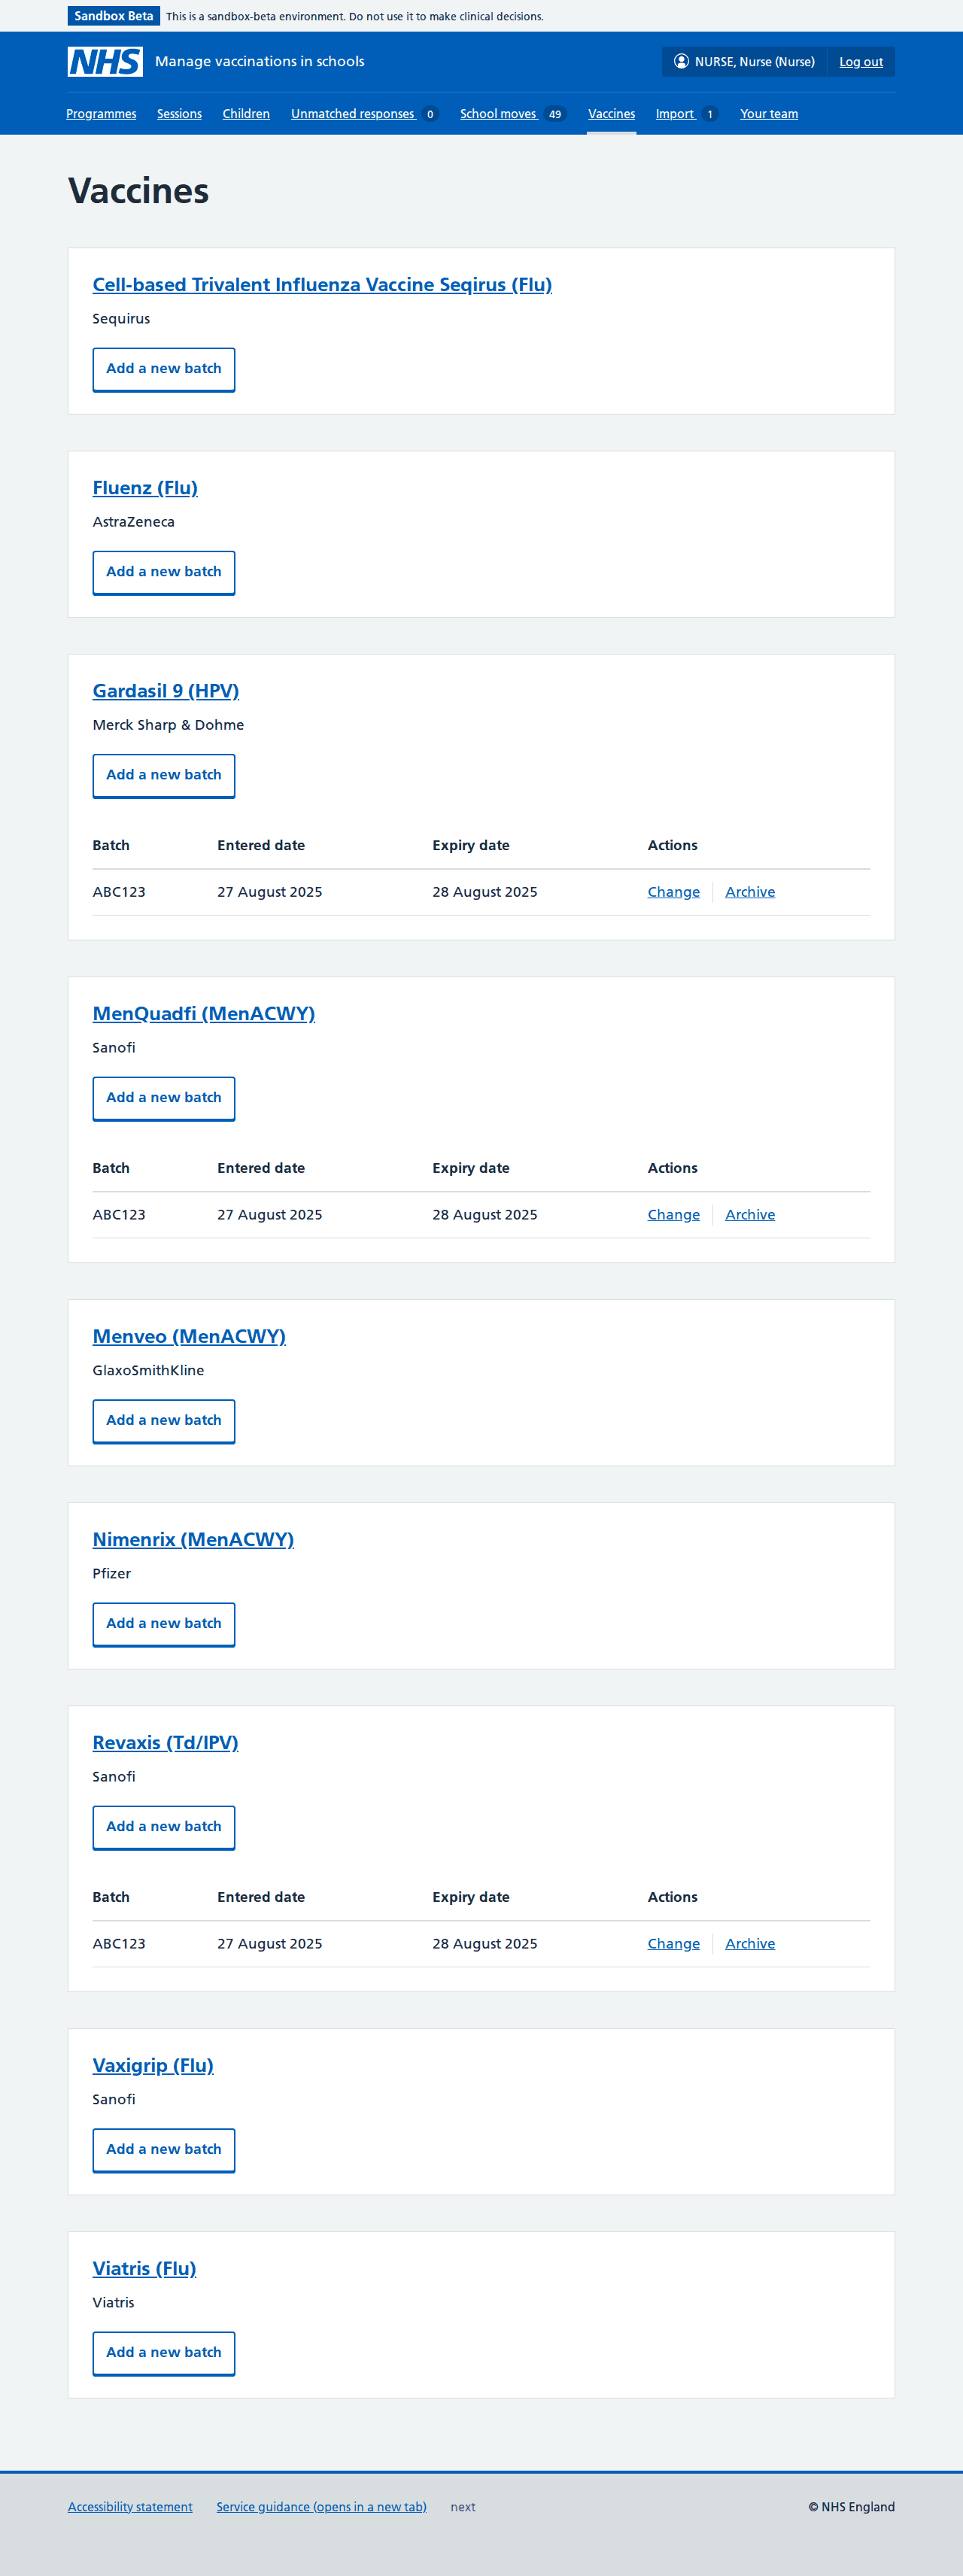 Sandbox Beta This is a sandbox-beta environment. Do not use it to make clinical decisions.
NHS Manage vaccinations in schools NURSE, Nurse (Nurse) Log out
Programmes Sessions Children Unmatched responses 0 School moves 49 Vaccines Import 1 Your team
Vaccines
Cell-based Trivalent Influenza Vaccine Seqirus (Flu)
Sequirus
Add a new batch
Fluenz (Flu)
AstraZeneca
Add a new batch
Gardasil 9 (HPV)
Merck Sharp & Dohme
Add a new batch
Batch Entered date Expiry date Actions
ABC123 27 August 2025 28 August 2025 Change Archive
MenQuadfi (MenACWY)
Sanofi
Add a new batch
Batch Entered date Expiry date Actions
ABC123 27 August 2025 28 August 2025 Change Archive
Menveo (MenACWY)
GlaxoSmithKline
Add a new batch
Nimenrix (MenACWY)
Pfizer
Add a new batch
Revaxis (Td/IPV)
Sanofi
Add a new batch
Batch Entered date Expiry date Actions
ABC123 27 August 2025 28 August 2025 Change Archive
Vaxigrip (Flu)
Sanofi
Add a new batch
Viatris (Flu)
Viatris
Add a new batch
Accessibility statement Service guidance (opens in a new tab) next © NHS England